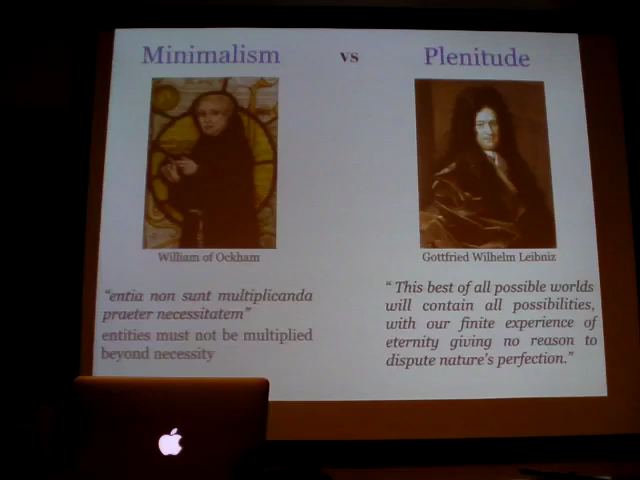 Minimalism vs Plenitude
William of Ockham
Gottfried Wilhelm Leibniz
“entia non sunt multiplicanda
praeter necessitatem”
entities must not be multiplied
beyond necessity
“ This best of all possible worlds
will contain all possibilities,
with our finite experience of
eternity giving no reason to
dispute nature's perfection.”